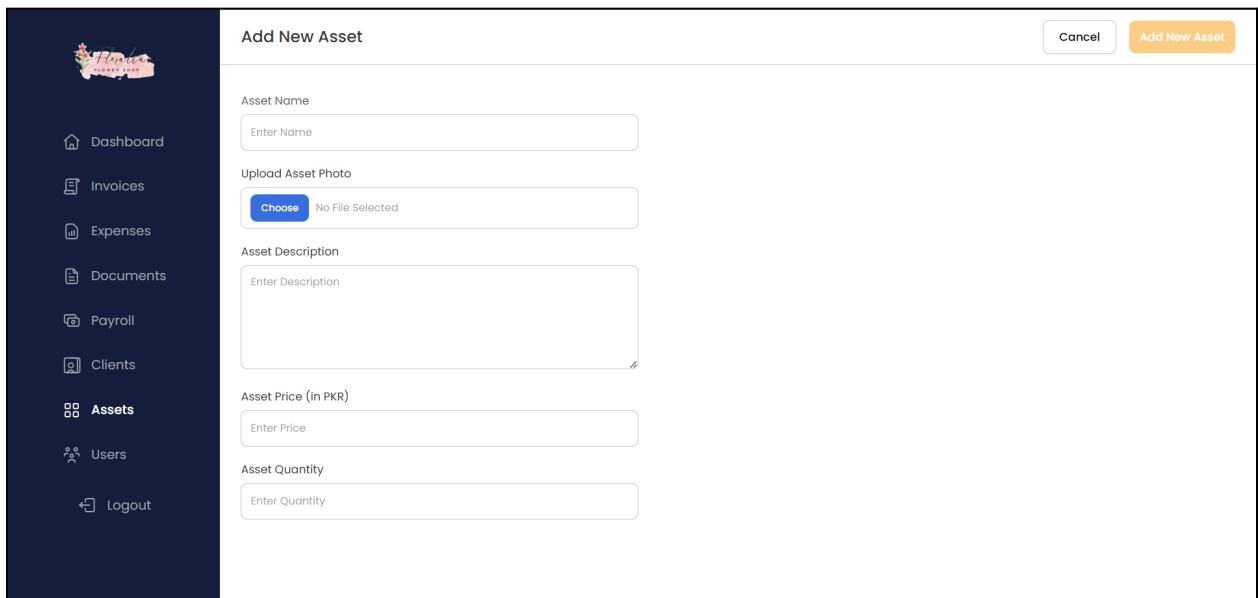 FLOWER SHOP
Dashboard
Invoices
Expenses
Documents
Payroll
Clients
Assets
Users
Logout
Add New Asset
Cancel
Add New Asset
Asset Name
Enter Name
Upload Asset Photo
Choose No File Selected
Asset Description
Enter Description
Asset Price (in PKR)
Enter Price
Asset Quantity
Enter Quantity